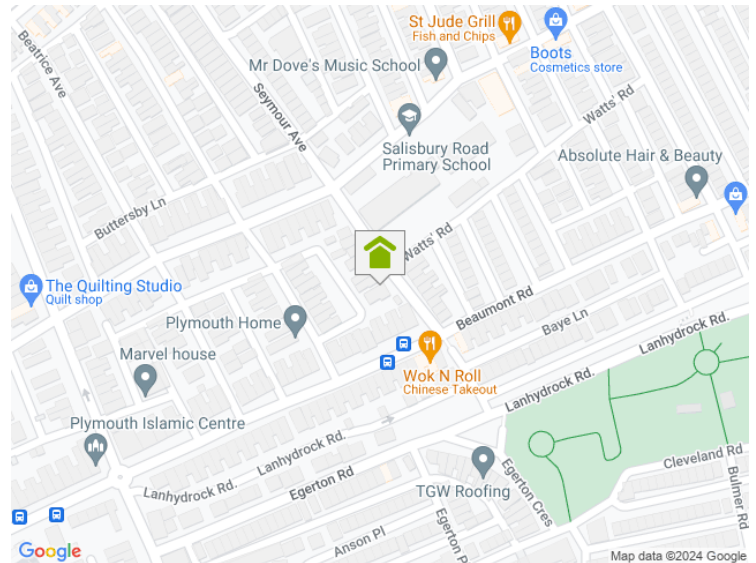 St Jude Grill
Fish and Chips
Boots
Cosmetics store
Beatrice Ave
Mr Dove's Music School
Seymour Ave
Watts' Rd
Salisbury Road
Primary School
Absolute Hair & Beauty
Buttersby Ln
Watts' Rd
The Quilting Studio
Quilt shop
Beaumont Rd
Plymouth Home
Baye Ln
Lanhydrock Rd.
Marvel house
Wok N Roll
Chinese Takeout
Lanhydrock Rd.
Plymouth Islamic Centre
Lanhydrock Rd.
Cleveland Rd
Egerton Rd
Lanhydrock Rd.
TGW Roofing
Egerton Cres
Bulmer Rd
Anson Pl
Egerton P
Google
Map data ©2024 Google